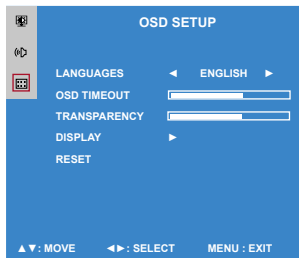 OSD SETUP
LANGUAGES ◄ ENGLISH ►
OSD TIMEOUT
TRANSPARENCY
DISPLAY ►
RESET
▲▼: MOVE ◄►: SELECT MENU : EXIT